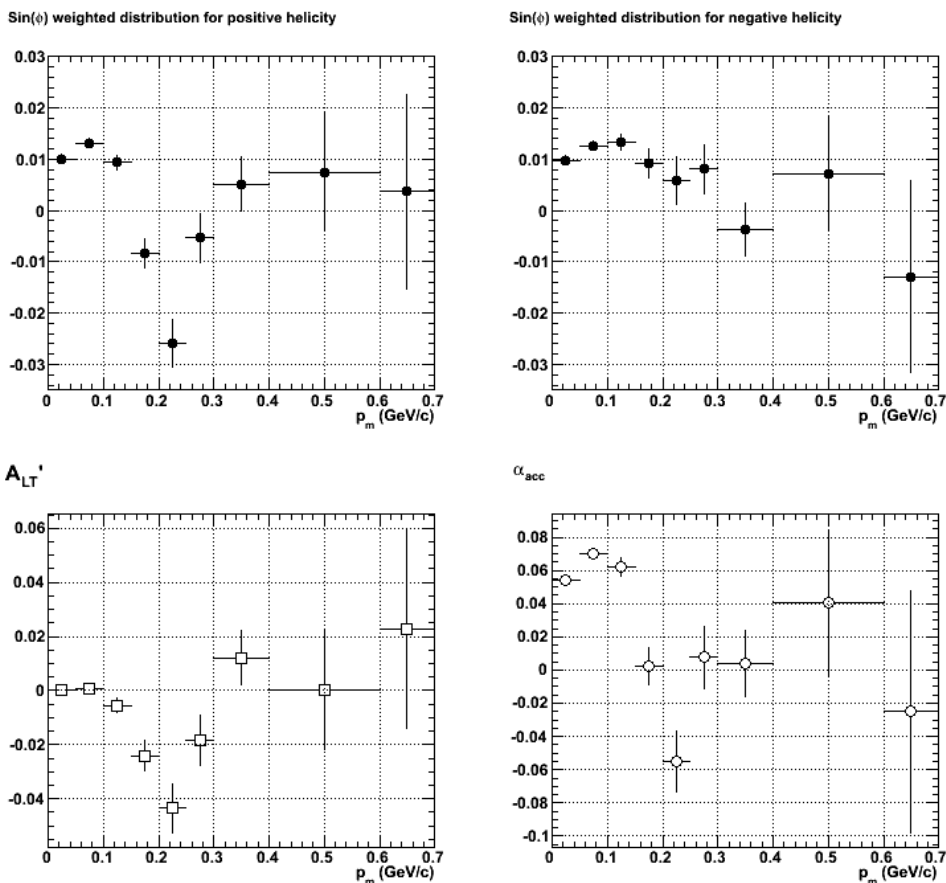 Sin(ϕ) weighted distribution for positive helicity
0.03
0.02
0.01
0
-0.01
-0.02
-0.03
0 0.1 0.2 0.3 0.4 0.5 0.6 0.7
p_m (GeV/c)
Sin(ϕ) weighted distribution for negative helicity
0.03
0.02
0.01
0
-0.01
-0.02
-0.03
0 0.1 0.2 0.3 0.4 0.5 0.6 0.7
p_m (GeV/c)
A_LT'
0.06
0.04
0.02
0
-0.02
-0.04
0 0.1 0.2 0.3 0.4 0.5 0.6 0.7
p_m (GeV/c)
α_acc
0.08
0.06
0.04
0.02
0
-0.02
-0.04
-0.06
-0.08
-0.1
0 0.1 0.2 0.3 0.4 0.5 0.6 0.7
p_m (GeV/c)